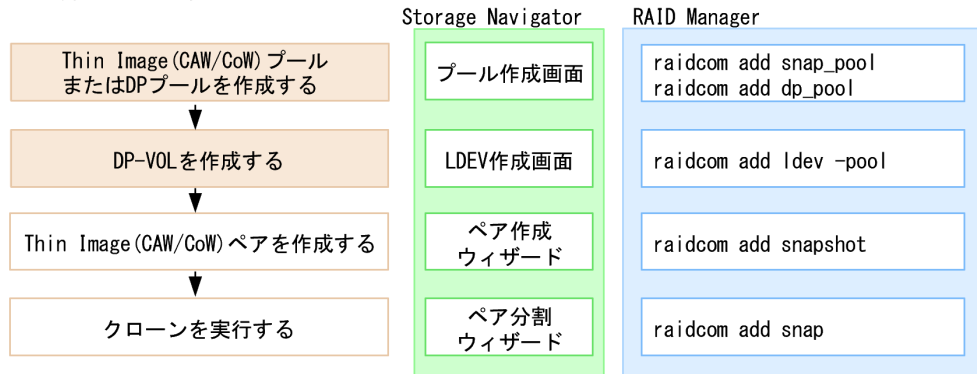 Storage Navigator
RAID Manager
Thin Image(CAW/CoW)プール
またはDPプールを作成する
プール作成画面
raidcom add snap_pool
raidcom add dp_pool
DP-VOLを作成する
LDEV作成画面
raidcom add ldev -pool
Thin Image(CAW/CoW)ペアを作成する
ペア作成
ウィザード
raidcom add snapshot
クローンを実行する
ペア分割
ウィザード
raidcom add snap